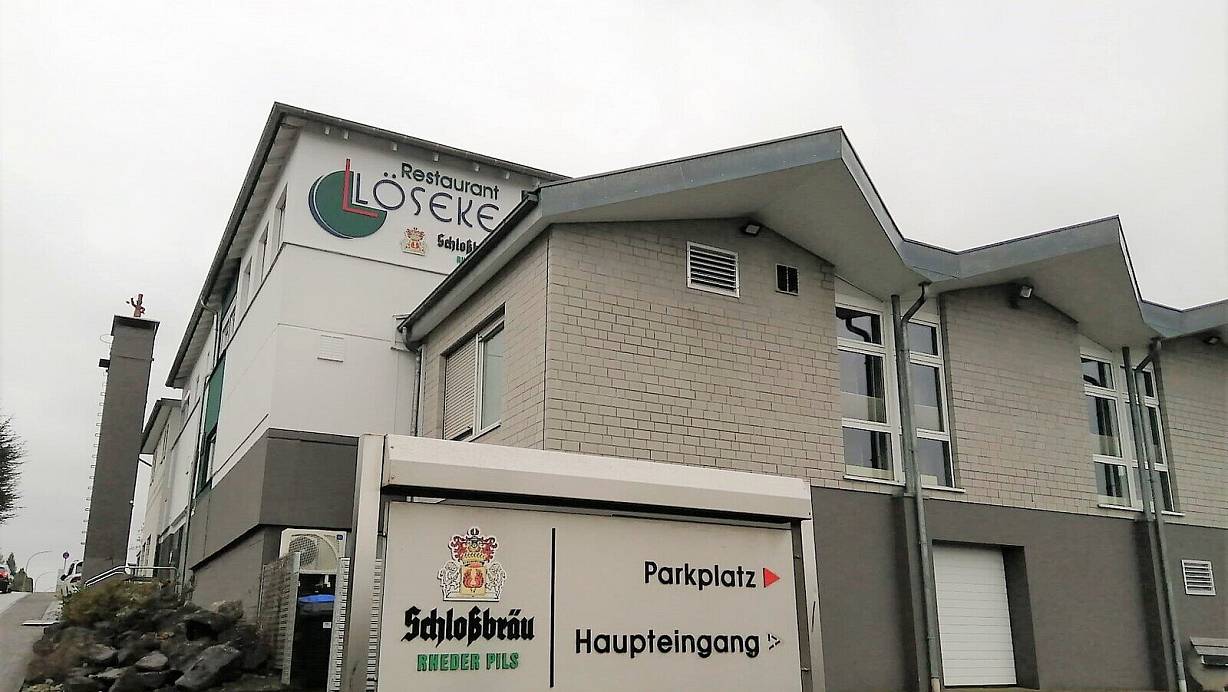 Restaurant
LÖSEKE
Schloßbräu
RHEDER PILS
Parkplatz
Haupteingang